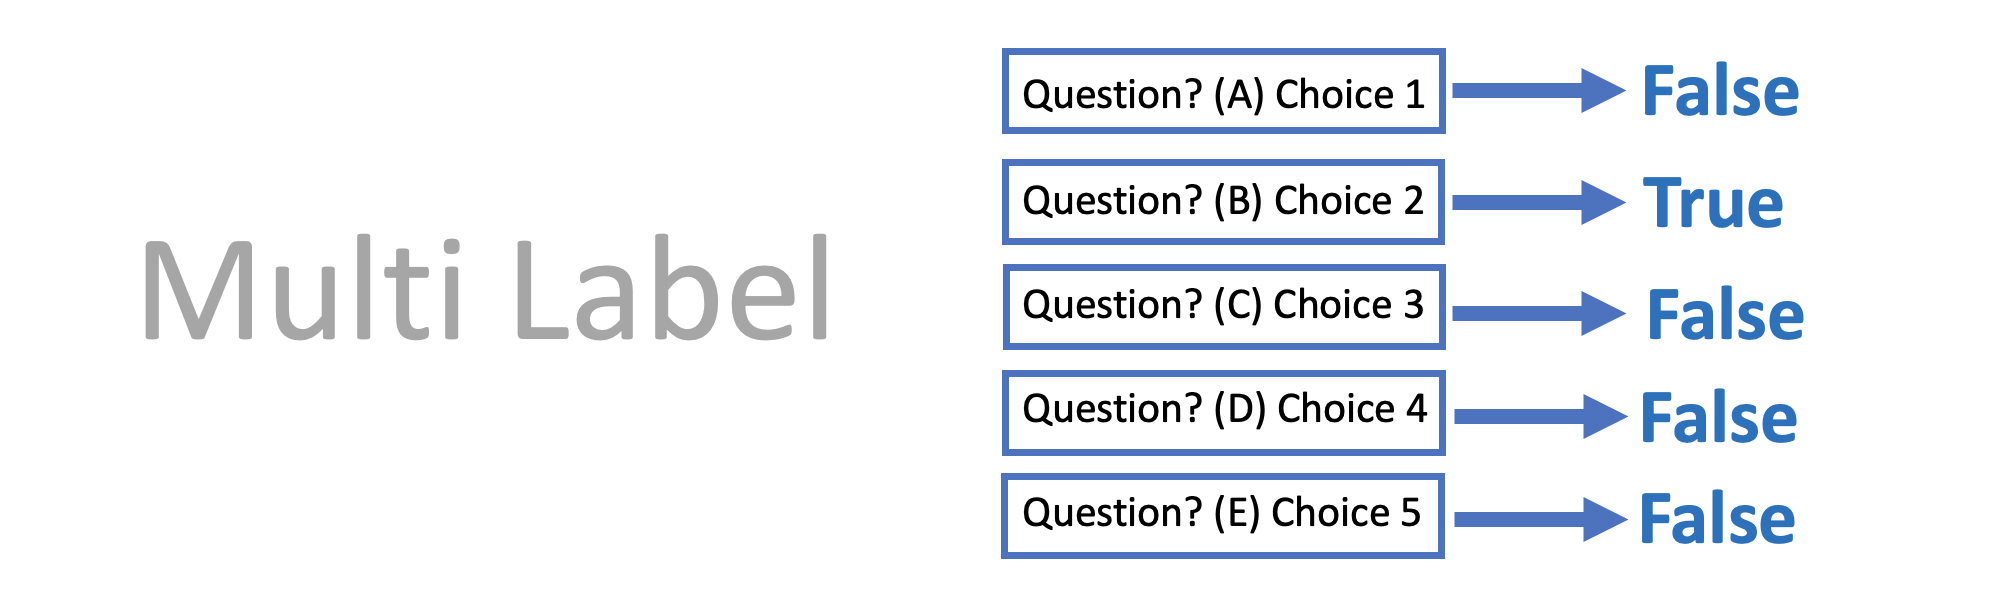 Multi Label
Question? (A) Choice 1
False
Question? (B) Choice 2
True
Question? (C) Choice 3
False
Question? (D) Choice 4
False
Question? (E) Choice 5
False